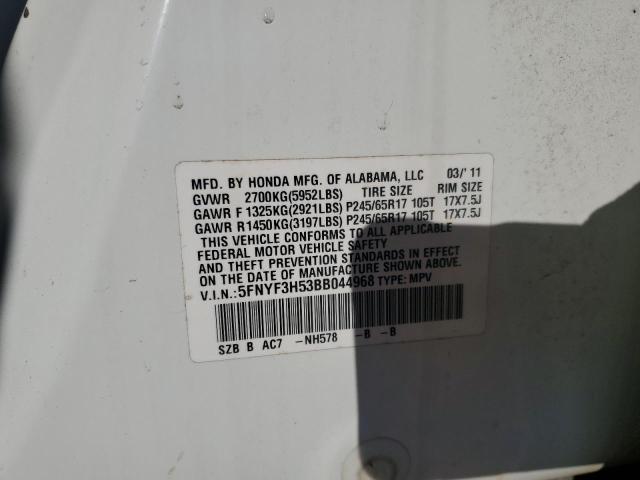 MFD. BY HONDA MFG. OF ALABAMA, LLC 03/'11
GVWR 2700KG(5952LBS) TIRE SIZE RIM SIZE
GAWR F 1325KG(2921LBS) P245/65R17 105T 17X7.5J
GAWR R1450KG(3197LBS) P245/65R17 105T 17X7.5J
THIS VEHICLE CONFORMS TO ALL APPLICABLE
FEDERAL MOTOR VEHICLE SAFETY
AND THEFT PREVENTION STANDARDS IN EFFECT
ON THE DATE OF MANUFACTURE SHOWN ABOVE.
V.I.N.: 5FNYF3H53BB044968 TYPE: MPV
SZB B AC7 -NH578 -B -B